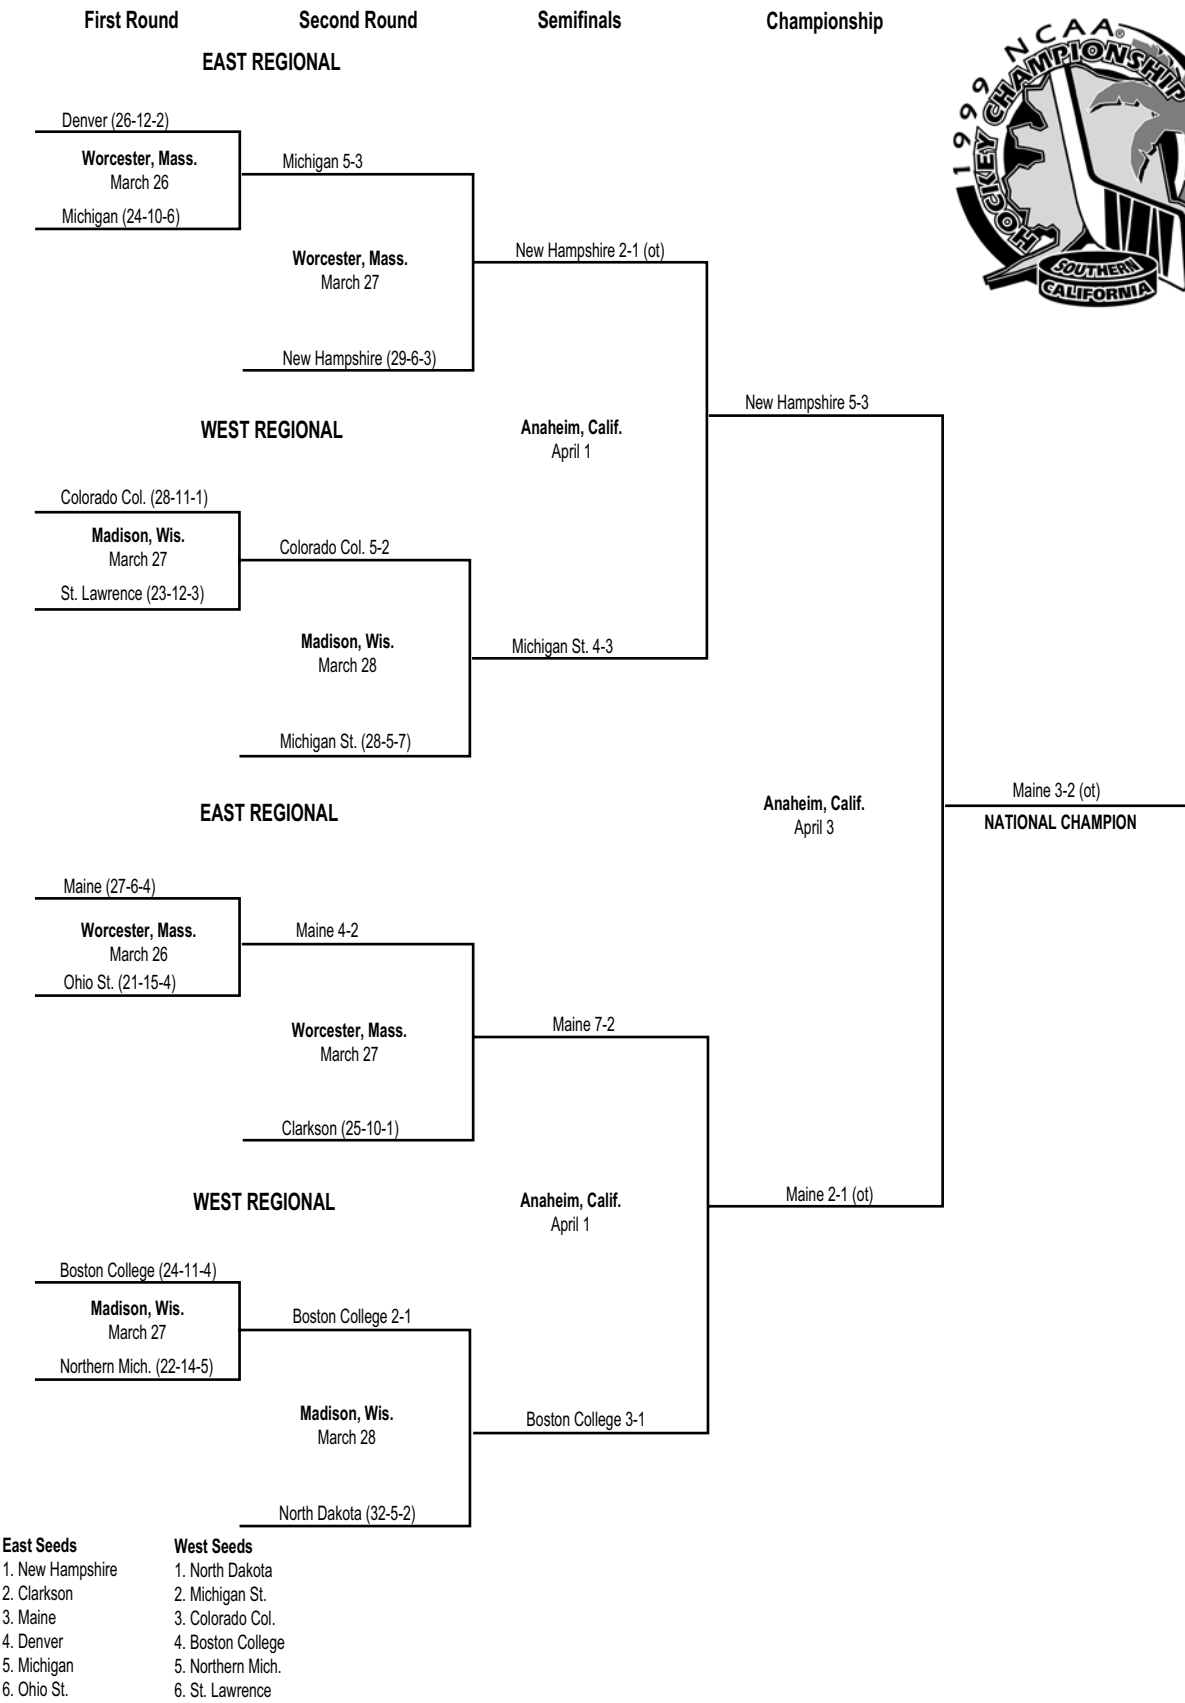 First Round Second Round Semifinals Championship
EAST REGIONAL
1999 NCAA®
HOCKEY CHAMPIONSHIP
SOUTHERN
CALIFORNIA
Denver (26-12-2)
Worcester, Mass.
March 26
Michigan (24-10-6)
Michigan 5-3
Worcester, Mass.
March 27
New Hampshire (29-6-3)
New Hampshire 2-1 (ot)
WEST REGIONAL
Anaheim, Calif.
April 1
New Hampshire 5-3
Colorado Col. (28-11-1)
Madison, Wis.
March 27
St. Lawrence (23-12-3)
Colorado Col. 5-2
Madison, Wis.
March 28
Michigan St. (28-5-7)
Michigan St. 4-3
EAST REGIONAL
Anaheim, Calif.
April 3
Maine 3-2 (ot)
NATIONAL CHAMPION
Maine (27-6-4)
Worcester, Mass.
March 26
Ohio St. (21-15-4)
Maine 4-2
Worcester, Mass.
March 27
Clarkson (25-10-1)
Maine 7-2
WEST REGIONAL
Anaheim, Calif.
April 1
Maine 2-1 (ot)
Boston College (24-11-4)
Madison, Wis.
March 27
Northern Mich. (22-14-5)
Boston College 2-1
Madison, Wis.
March 28
North Dakota (32-5-2)
Boston College 3-1
East Seeds
1. New Hampshire
2. Clarkson
3. Maine
4. Denver
5. Michigan
6. Ohio St.
West Seeds
1. North Dakota
2. Michigan St.
3. Colorado Col.
4. Boston College
5. Northern Mich.
6. St. Lawrence